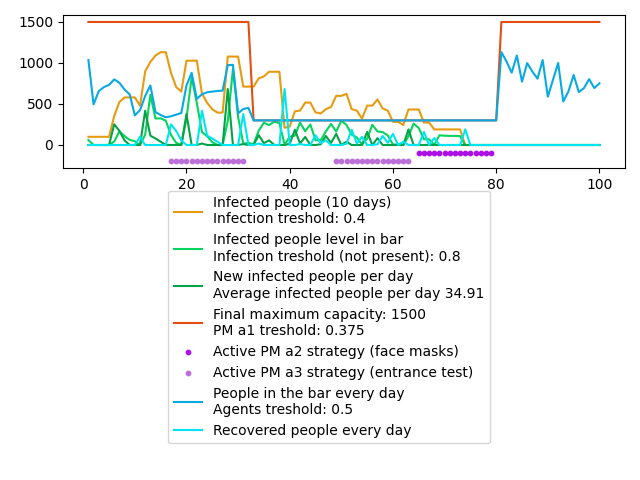 1500
1000
500
0
0 20 40 60 80 100
Infected people (10 days)
Infection treshold: 0.4
Infected people level in bar
Infection treshold (not present): 0.8
New infected people per day
Average infected people per day 34.91
Final maximum capacity: 1500
PM a1 treshold: 0.375
Active PM a2 strategy (face masks)
Active PM a3 strategy (entrance test)
People in the bar every day
Agents treshold: 0.5
Recovered people every day